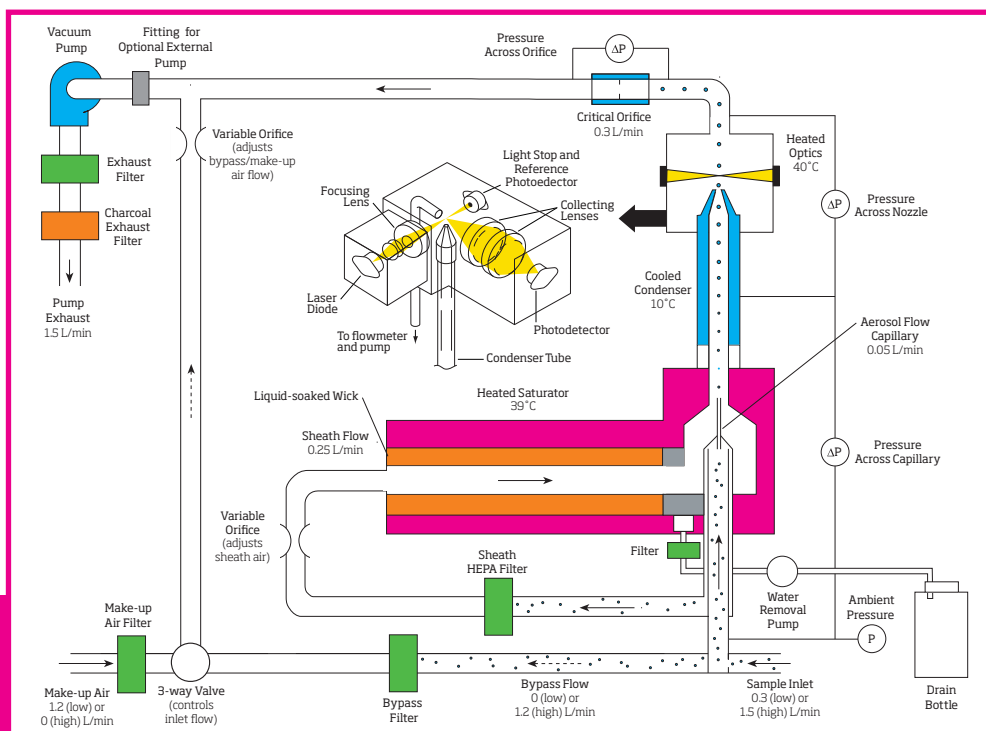 Vacuum
Pump
Fitting for
Optional External
Pump
Pressure
Across Orifice
ΔP
Critical Orifice
0.3 L/min
Heated
Optics
40˚C
Variable Orifice
(adjusts
bypass/make-up
air flow)
Exhaust
Filter
Charcoal
Exhaust
Filter
Pump
Exhaust
1.5 L/min
Light Stop and
Reference
Photoedector
Focusing
Lens
Collecting
Lenses
Laser
Diode
Photodetector
To flowmeter
and pump
Condenser Tube
ΔP
Pressure
Across Nozzle
Cooled
Condenser
10˚C
Aerosol Flow
Capillary
0.05 L/min
Heated Saturator
39˚C
Liquid-soaked Wick
Sheath Flow
0.25 L/min
ΔP
Pressure
Across Capillary
Variable
Orifice
(adjusts
sheath air)
Sheath
HEPA Filter
Filter
Water
Removal
Pump
Ambient
Pressure
P
Drain
Bottle
Make-up
Air Filter
Make-up Air
1.2 (low) or
0 (high) L/min
3-way Valve
(controls
inlet flow)
Bypass
Filter
Bypass Flow
0 (low) or
1.2 (high) L/min
Sample Inlet
0.3 (low) or
1.5 (high) L/min